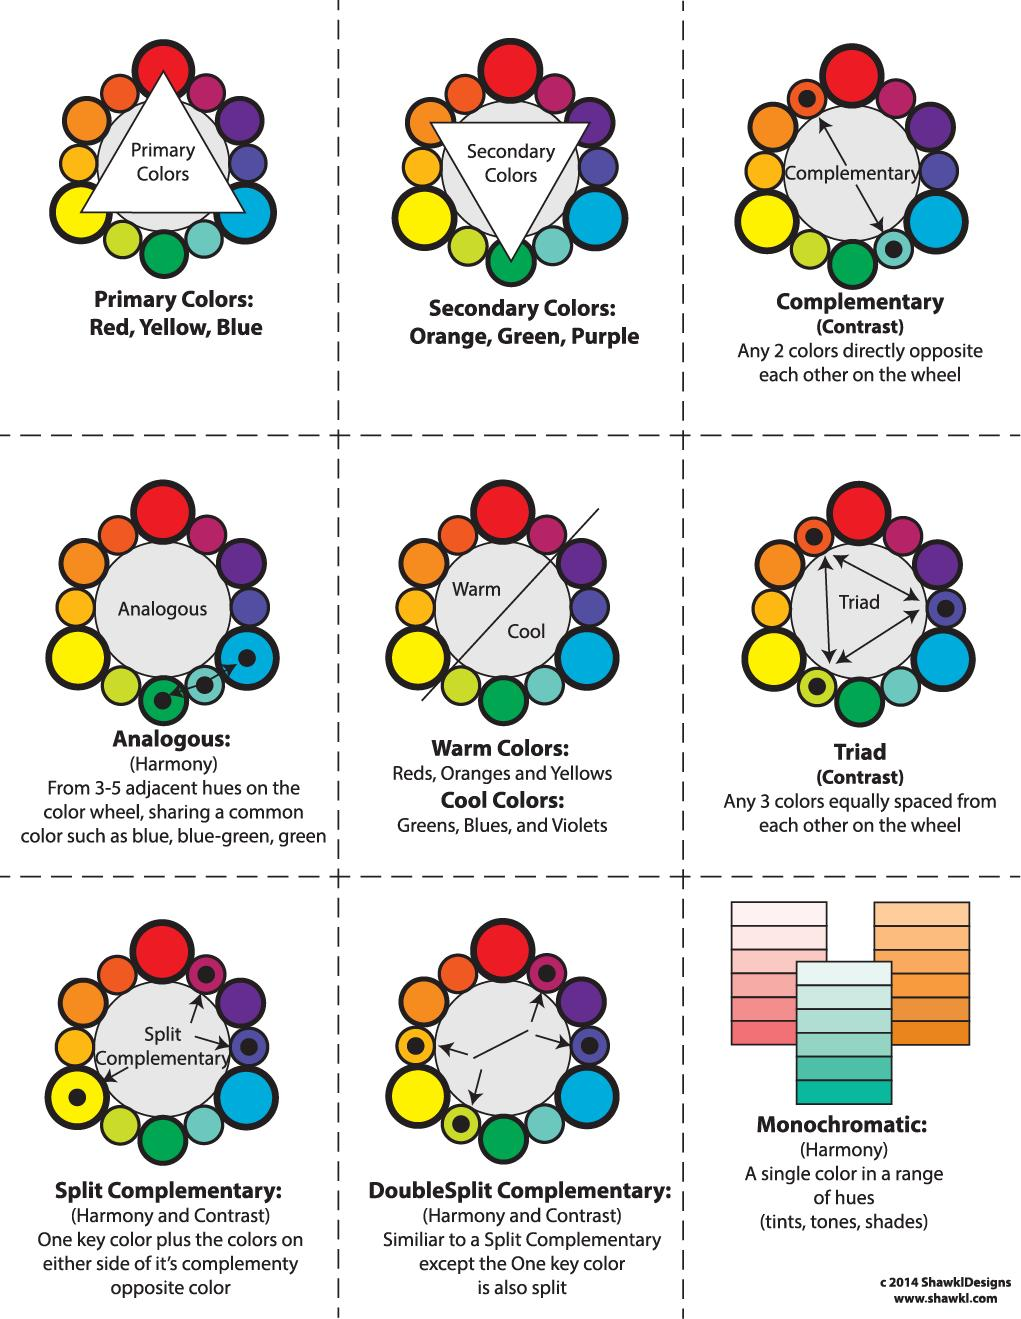 Primary
Colors
Primary Colors:
Red, Yellow, Blue
Secondary
Colors
Secondary Colors:
Orange, Green, Purple
Complementary
Complementary
(Contrast)
Any 2 colors directly opposite
each other on the wheel
Analogous
Analogous:
(Harmony)
From 3-5 adjacent hues on the
color wheel, sharing a common
color such as blue, blue-green, green
Warm
Cool
Warm Colors:
Reds, Oranges and Yellows
Cool Colors:
Greens, Blues, and Violets
Triad
Triad
(Contrast)
Any 3 colors equally spaced from
each other on the wheel
Split
Complementary
Split Complementary:
(Harmony and Contrast)
One key color plus the colors on
either side of it's complementy
opposite color
DoubleSplit Complementary:
(Harmony and Contrast)
Similiar to a Split Complementary
except the One key color
is also split
Monochromatic:
(Harmony)
A single color in a range
of hues
(tints, tones, shades)
c 2014 ShawklDesigns
www.shawkl.com